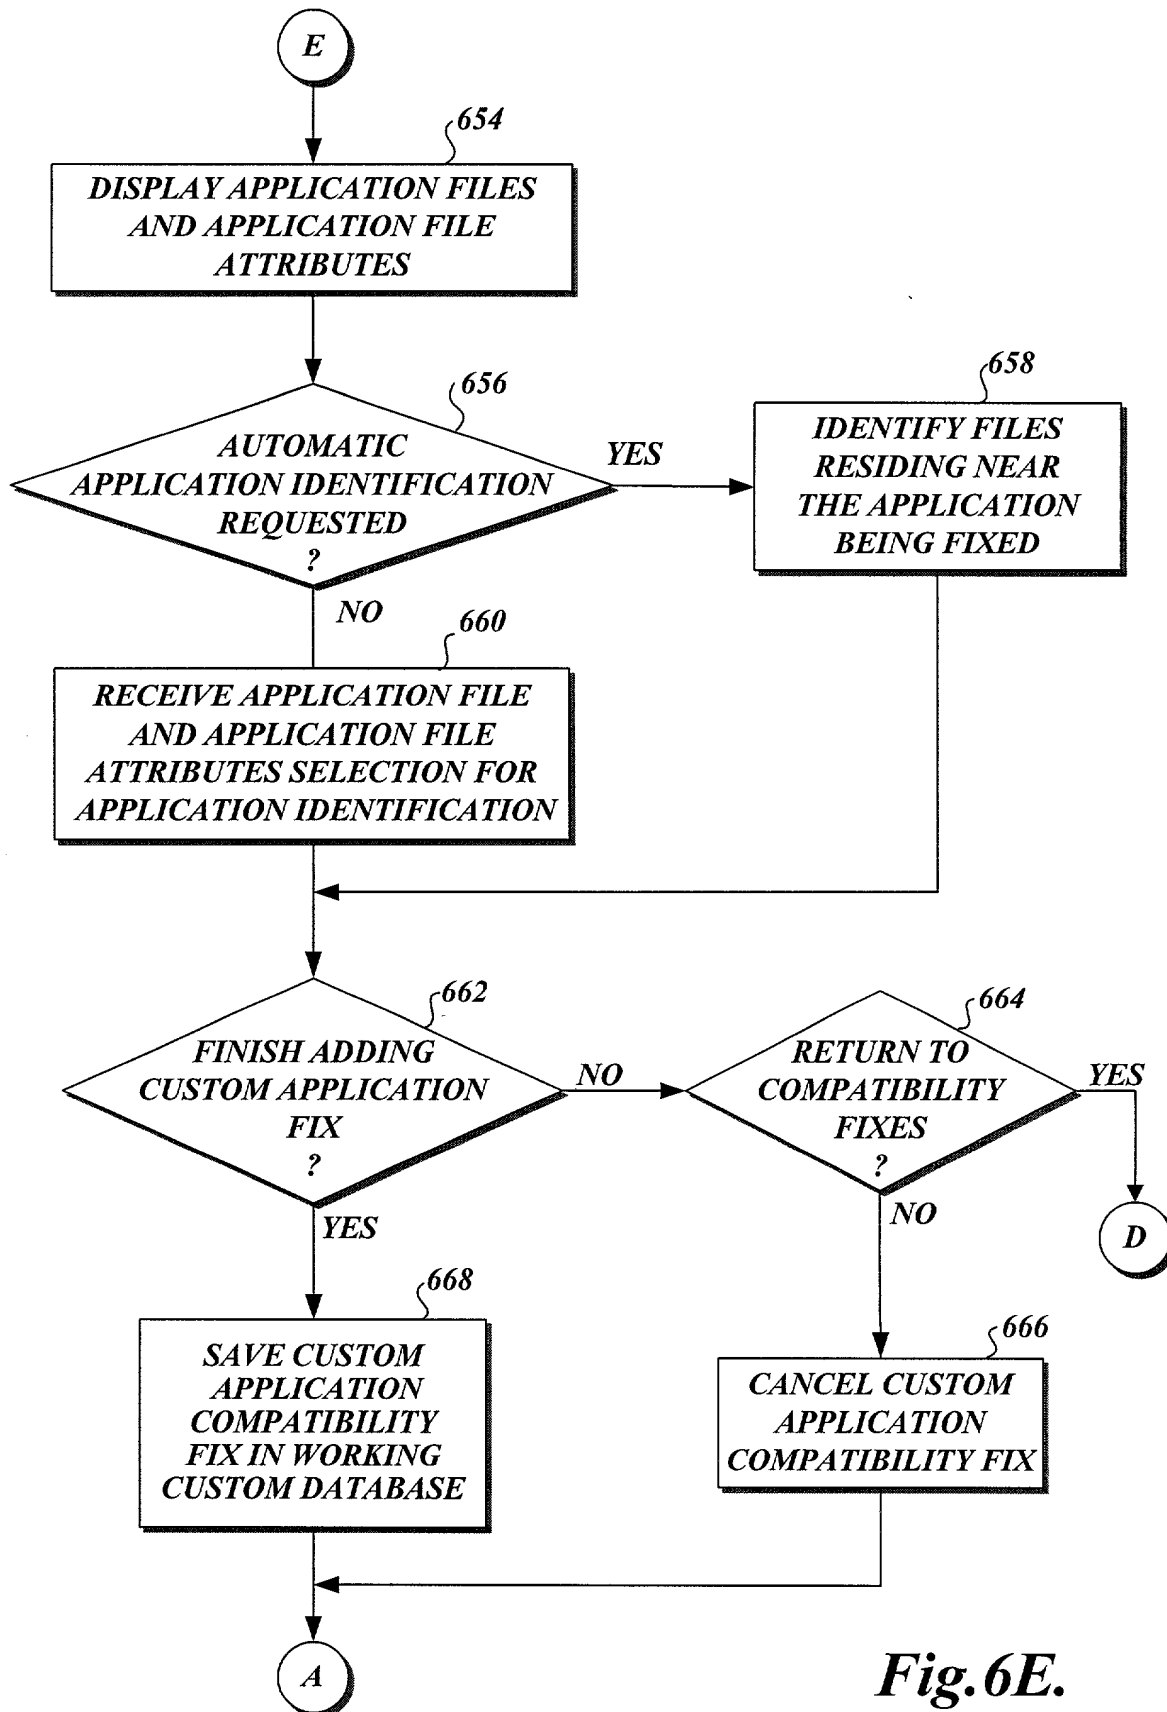 E
654
DISPLAY APPLICATION FILES
AND APPLICATION FILE
ATTRIBUTES
656
AUTOMATIC
APPLICATION IDENTIFICATION
REQUESTED
?
YES
658
IDENTIFY FILES
RESIDING NEAR
THE APPLICATION
BEING FIXED
NO
660
RECEIVE APPLICATION FILE
AND APPLICATION FILE
ATTRIBUTES SELECTION FOR
APPLICATION IDENTIFICATION
662
FINISH ADDING
CUSTOM APPLICATION
FIX
?
NO
664
RETURN TO
COMPATIBILITY
FIXES
?
YES
D
NO
YES
668
SAVE CUSTOM
APPLICATION
COMPATIBILITY
FIX IN WORKING
CUSTOM DATABASE
666
CANCEL CUSTOM
APPLICATION
COMPATIBILITY FIX
A
Fig.6E.